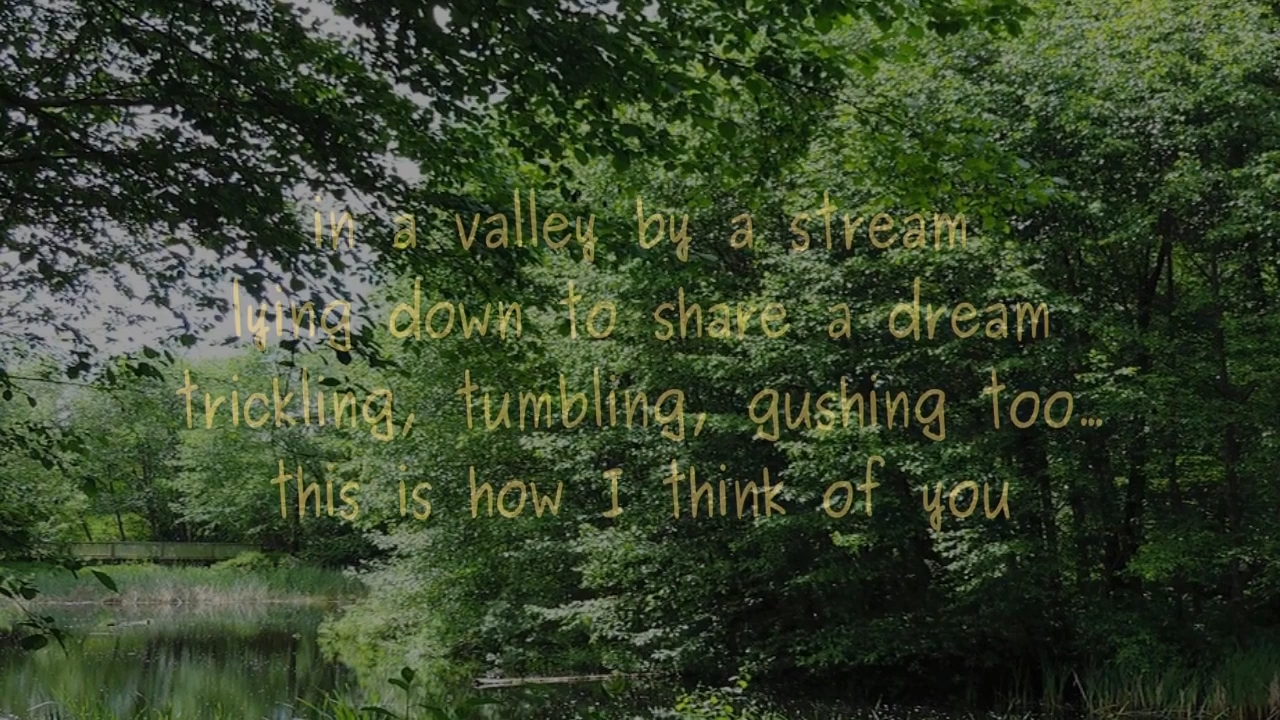 in a valley by a stream
lying down to share a dream
trickling, tumbling, gushing too...
this is how I think of you